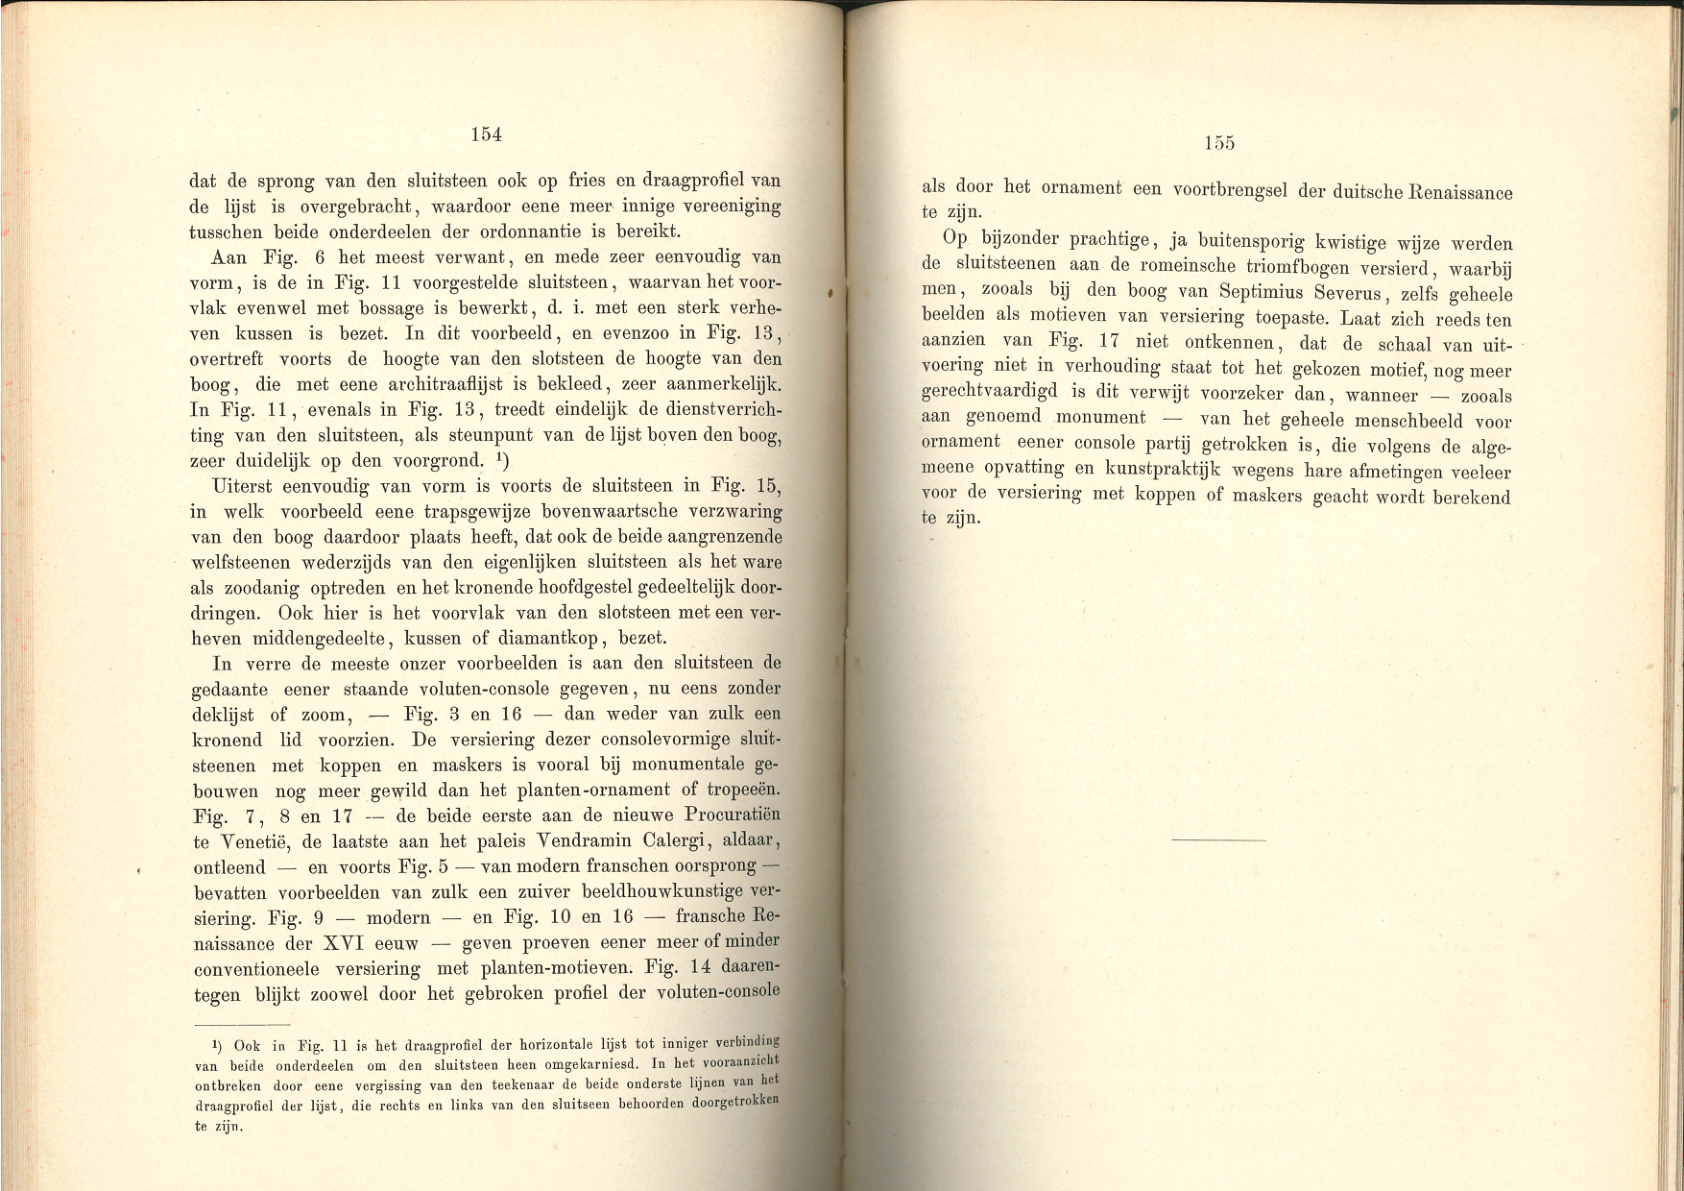 154
dat de sprong van den sluitsteen ook op fries en draagprofiel van
de lijst is overgebracht, waardoor eene meer innige vereeniging
tusschen beide onderdeelen der ordonnantie is bereikt.
Aan Fig. 6 het meest verwant, en mede zeer eenvoudig van
vorm, is de in Fig. 11 voorgestelde sluitsteen, waarvan het voor-
vlak evenwel met bossage is bewerkt, d. i. met een sterk verhe-
ven kussen is bezet. In dit voorbeeld, en evenzoo in Fig. 13,
overtreft voorts de hoogte van den slotsteen de hoogte van den
boog, die met eene architraaflijst is bekleed, zeer aanmerkelijk.
In Fig. 11, evenals in Fig. 13, treedt eindelijk de dienstverrich-
ting van den sluitsteen, als steunpunt van de lijst boven den boog,
zeer duidelijk op den voorgrond. ¹)
Uiterst eenvoudig van vorm is voorts de sluitsteen in Fig. 15,
in welk voorbeeld eene trapsgewijze bovenwaartsche verzwaring
van den boog daardoor plaats heeft, dat ook de beide aangrenzende
welfsteenen wederzijds van den eigenlijken sluitsteen als het ware
als zoodanig optreden en het kronende hoofdgestel gedeeltelijk door-
dringen. Ook hier is het voorvlak van den slotsteen met een ver-
heven middengedeelte, kussen of diamantkop, bezet.
In verre de meeste onzer voorbeelden is aan den sluitsteen de
gedaante eener staande voluten-console gegeven, nu eens zonder
deklijst of zoom, — Fig. 3 en 16 — dan weder van zulk een
kronend lid voorzien. De versiering dezer consolevormige sluit-
steenen met koppen en maskers is vooral bij monumentale ge-
bouwen nog meer gewild dan het planten-ornament of tropeeën.
Fig. 7, 8 en 17 — de beide eerste aan de nieuwe Procuratiën
te Venetië, de laatste aan het paleis Vendramin Calergi, aldaar,
ontleend — en voorts Fig. 5 — van modern franschen oorsprong —
bevatten voorbeelden van zulk een zuiver beeldhouwkunstige ver-
siering. Fig. 9 — modern — en Fig. 10 en 16 — fransche Re-
naissance der XVI eeuw — geven proeven eener meer of minder
conventioneele versiering met planten-motieven. Fig. 14 daaren-
tegen blijkt zoowel door het gebroken profiel der voluten-console
¹) Ook in Fig. 11 is het draagprofiel der horizontale lijst tot inniger verbinding
van beide onderdeelen om den sluitsteen heen omgekarniesd. In het vooraanzicht
ontbreken door eene vergissing van den teekenaar de beide onderste lijnen van het
draagprofiel der lijst, die rechts en links van den sluitseen behoorden doorgetrokken
te zijn.
155
als door het ornament een voortbrengsel der duitsche Renaissance
te zijn.
Op bijzonder prachtige, ja buitensporig kwistige wijze werden
de sluitsteenen aan de romeinsche triomfbogen versierd, waarbij
men, zooals bij den boog van Septimius Severus, zelfs geheele
beelden als motieven van versiering toepaste. Laat zich reeds ten
aanzien van Fig. 17 niet ontkennen, dat de schaal van uit-
voering niet in verhouding staat tot het gekozen motief, nog meer
gerechtvaardigd is dit verwijt voorzeker dan, wanneer — zooals
aan genoemd monument — van het geheele menschbeeld voor
ornament eener console partij getrokken is, die volgens de alge-
meene opvatting en kunstpraktijk wegens hare afmetingen veeleer
voor de versiering met koppen of maskers geacht wordt berekend
te zijn.